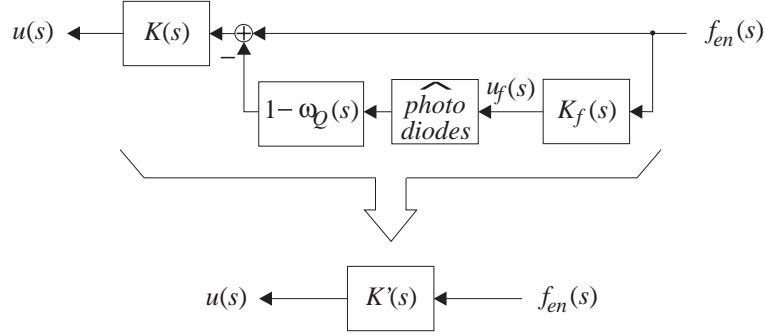 u(s) K(s) + − f_en(s)
1− ω_Q(s) photo diodes u_f(s) K_f(s)
u(s) K'(s) f_en(s)